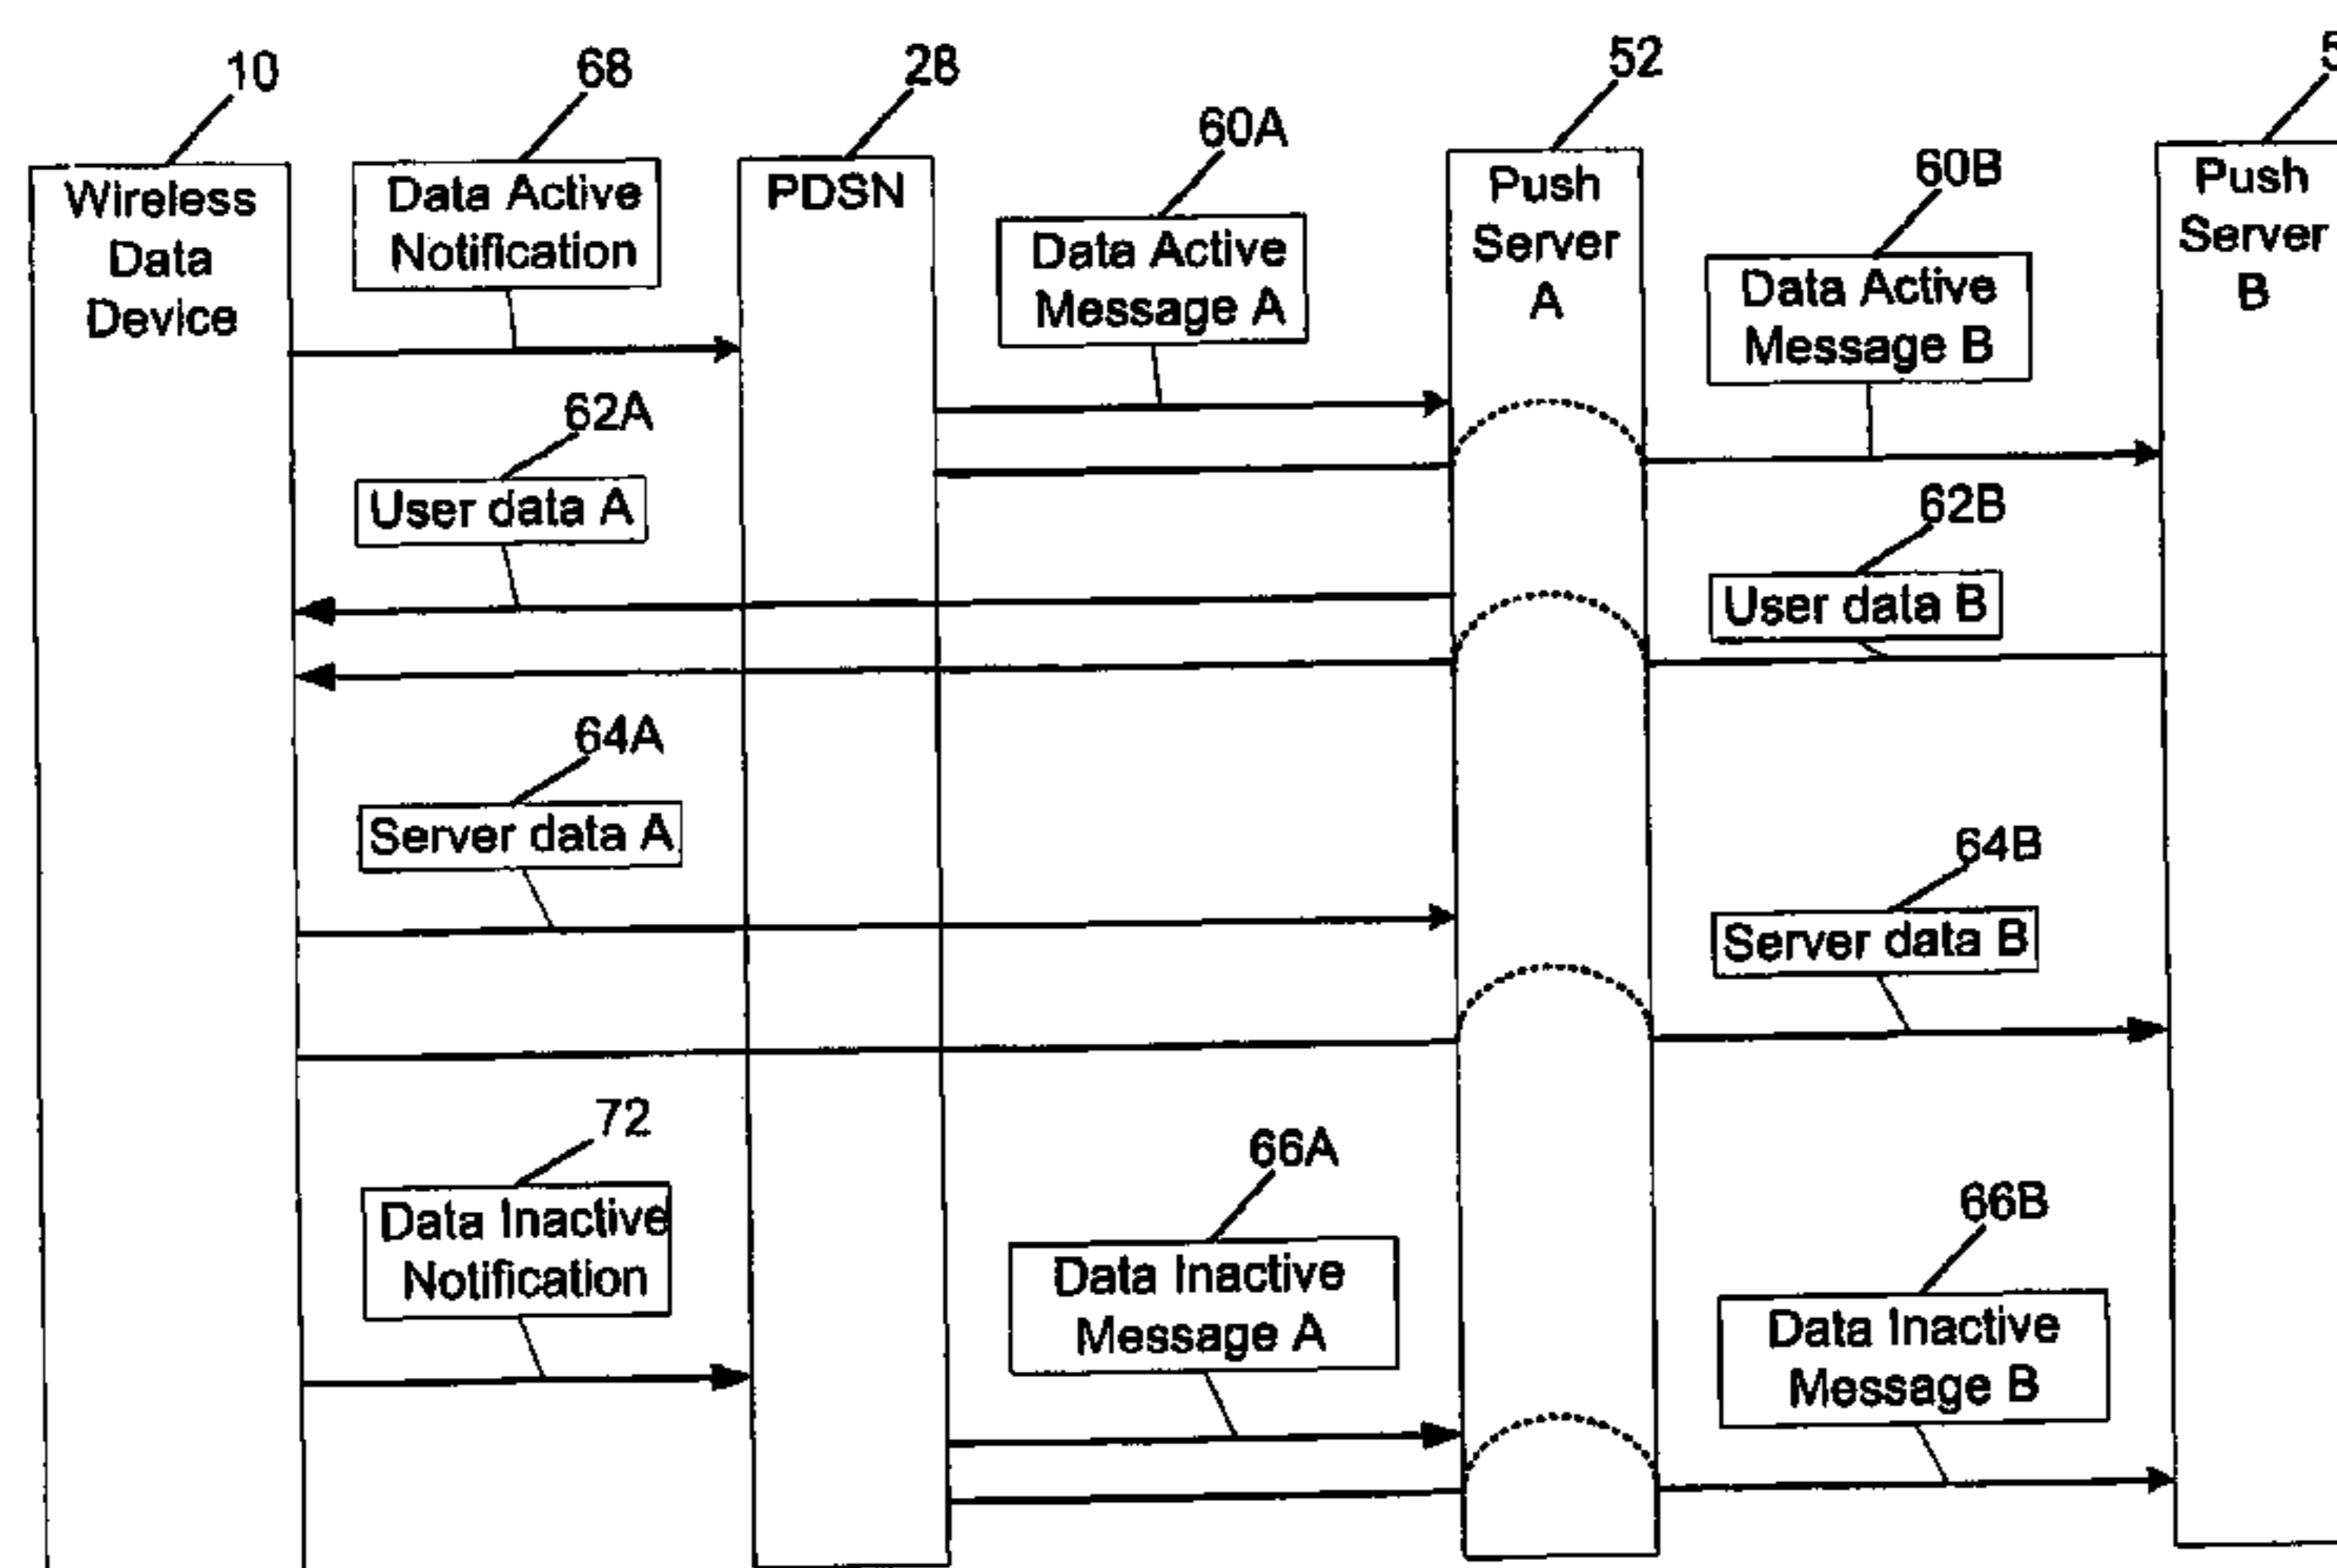 10
68
28
52
60A
60B
Wireless
Data
Device
Data Active
Notification
PDSN
Data Active
Message A
Push
Server
A
Data Active
Message B
Push
Server
B
62A
User data A
62B
User data B
64A
Server data A
64B
Server data B
72
Data Inactive
Notification
66A
Data Inactive
Message A
66B
Data Inactive
Message B